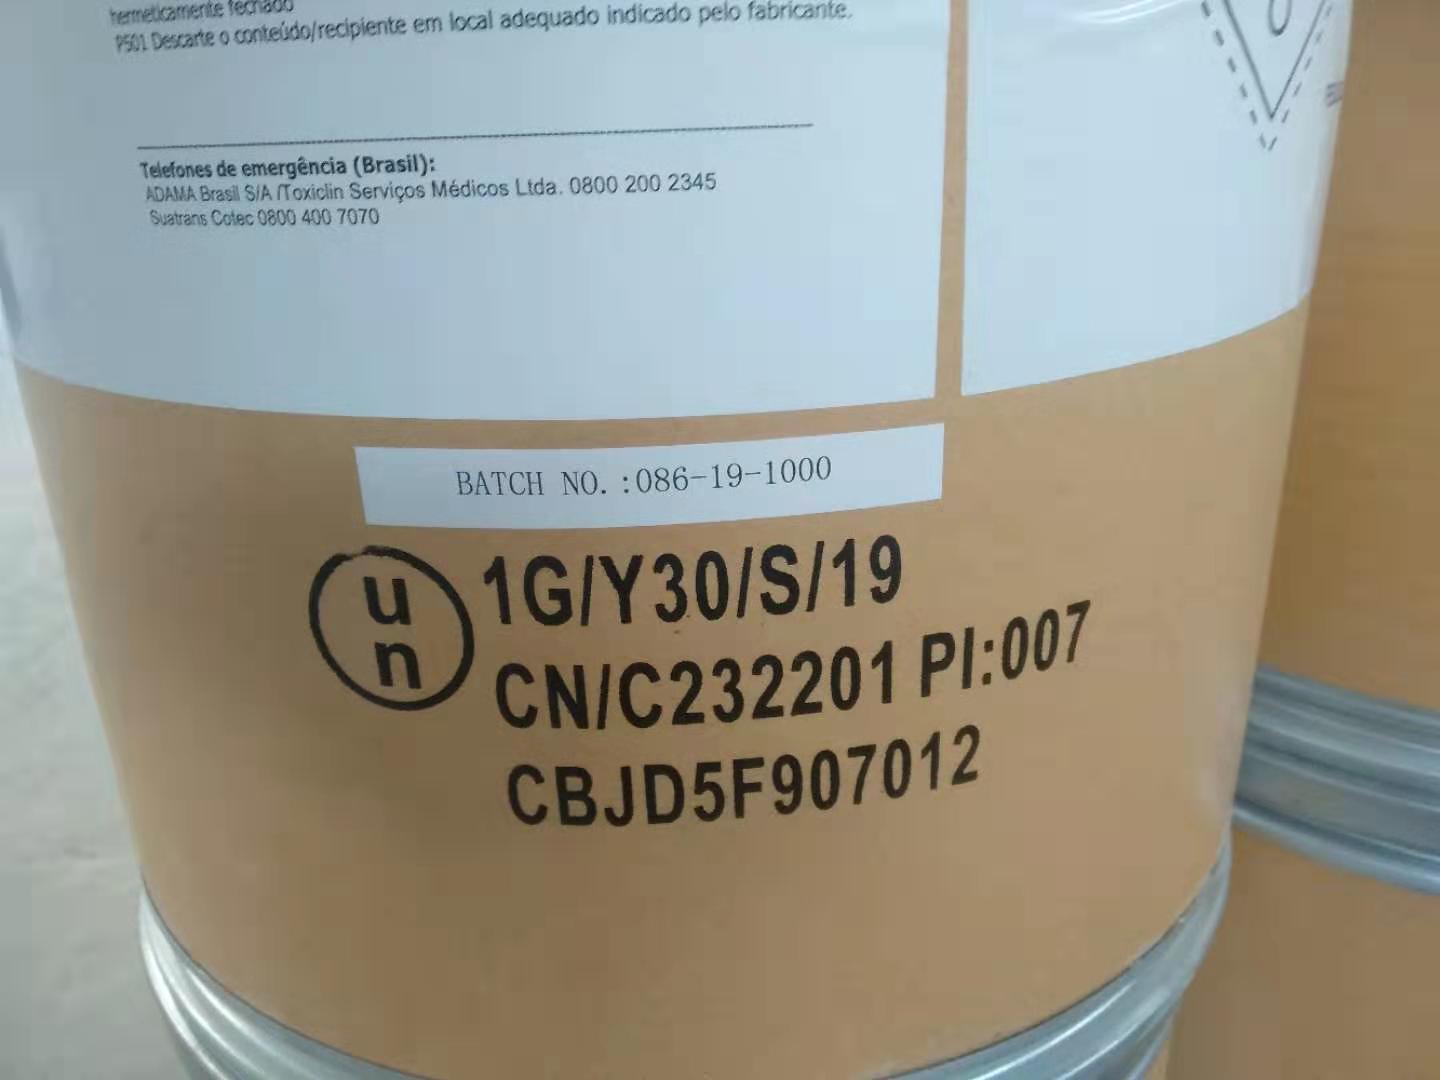 hermeticamente fechado
P501 Descarte o conteúdo/recipiente em local adequado indicado pelo fabricante.
Telefones de emergência (Brasil):
ADAMA Brasil S/A /Toxiclin Serviços Médicos Ltda. 0800 200 2345
Suatrans Cotec 0800 400 7070
BATCH NO.:086-19-1000
un
1G/Y30/S/19
CN/C232201 PI:007
CBJD5F907012